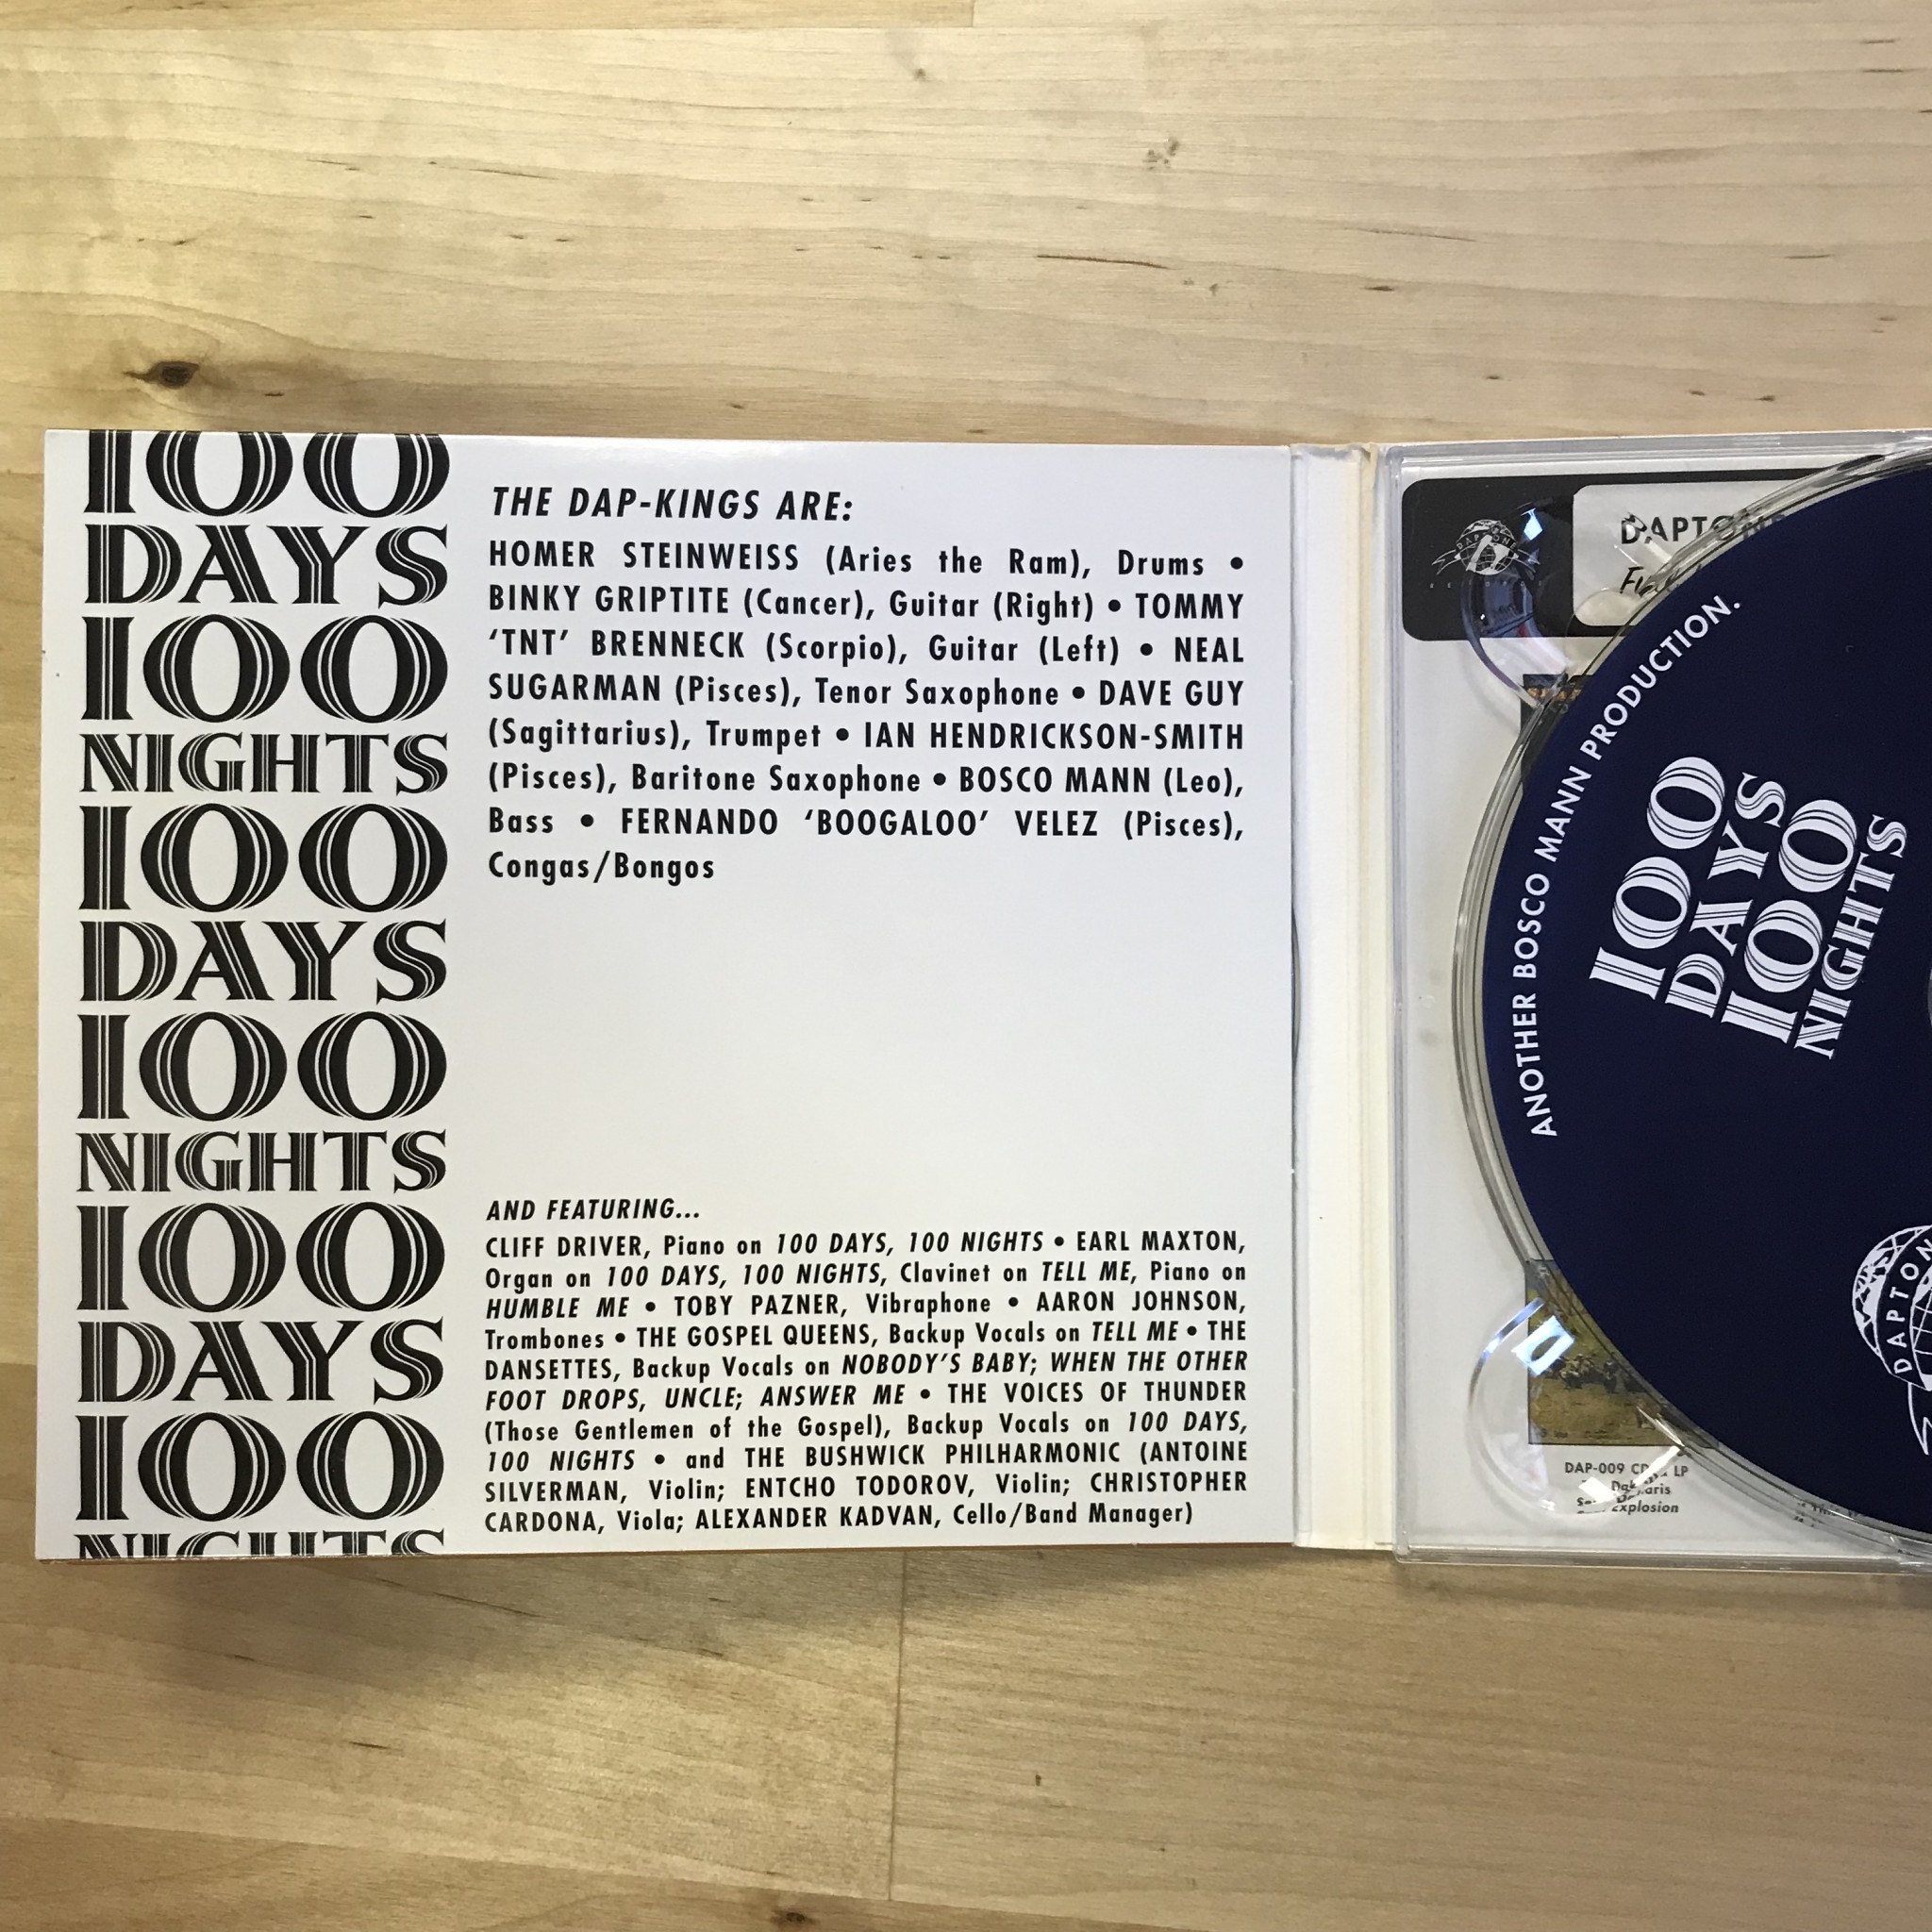 100
DAYS
100
NIGHTS
100
DAYS
100
NIGHTS
100
DAYS
100
NIGHTS
THE DAP-KINGS ARE:
HOMER STEINWEISS (Aries the Ram), Drums •
BINKY GRIPTITE (Cancer), Guitar (Right) • TOMMY
‘TNT’ BRENNECK (Scorpio), Guitar (Left) • NEAL
SUGARMAN (Pisces), Tenor Saxophone • DAVE GUY
(Sagittarius), Trumpet • IAN HENDRICKSON-SMITH
(Pisces), Baritone Saxophone • BOSCO MANN (Leo),
Bass • FERNANDO ‘BOOGALOO’ VELEZ (Pisces),
Congas/Bongos
AND FEATURING...
CLIFF DRIVER, Piano on 100 DAYS, 100 NIGHTS • EARL MAXTON,
Organ on 100 DAYS, 100 NIGHTS, Clavinet on TELL ME, Piano on
HUMBLE ME • TOBY PAZNER, Vibraphone • AARON JOHNSON,
Trombones • THE GOSPEL QUEENS, Backup Vocals on TELL ME • THE
DANSETTES, Backup Vocals on NOBODY’S BABY; WHEN THE OTHER
FOOT DROPS, UNCLE; ANSWER ME • THE VOICES OF THUNDER
(Those Gentlemen of the Gospel), Backup Vocals on 100 DAYS,
100 NIGHTS • and THE BUSHWICK PHILHARMONIC (ANTOINE
SILVERMAN, Violin; ENTCHO TODOROV, Violin; CHRISTOPHER
CARDONA, Viola; ALEXANDER KADVAN, Cello/Band Manager)
DAPTONE
ANOTHER BOSCO MANN PRODUCTION.
100
DAYS
100
NIGHTS
DAPTON
DAP-009 CD LP
Explosion